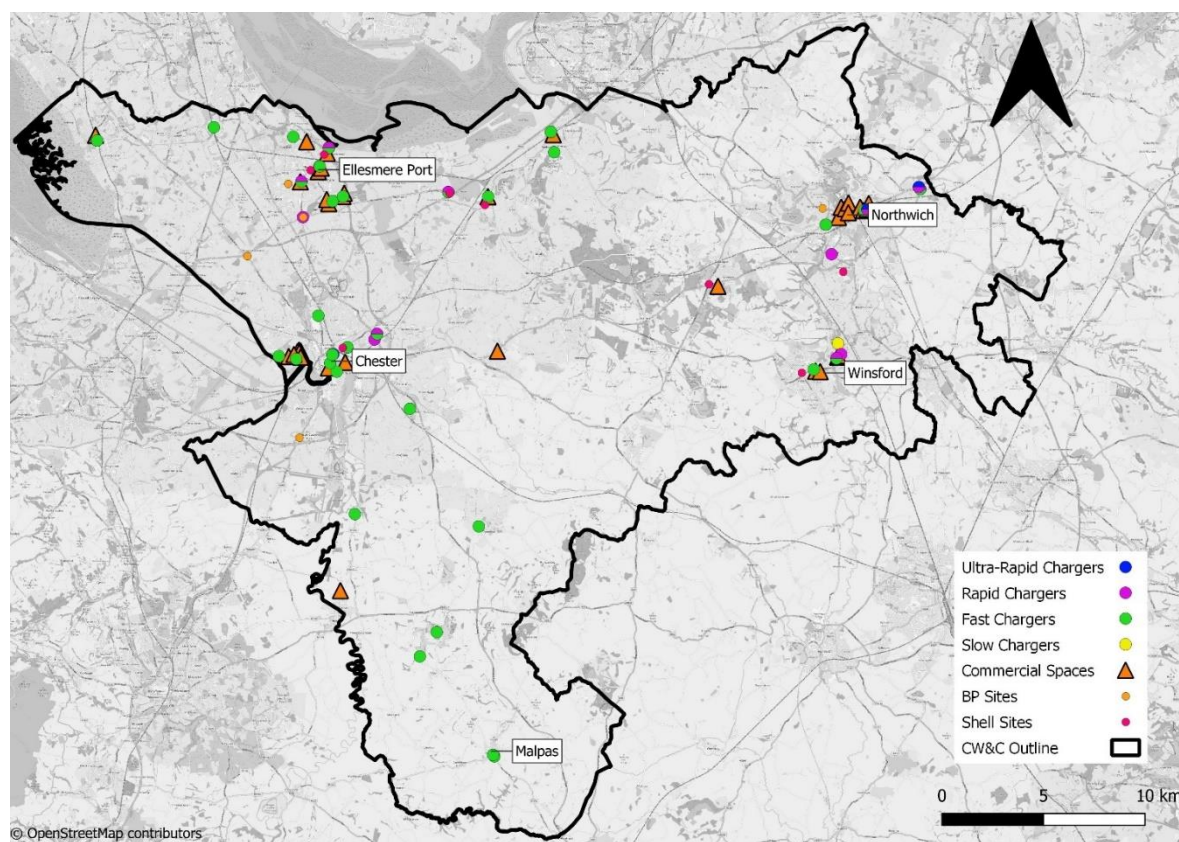 Ellesmere Port
Northwich
Chester
Winsford
Malpas
Ultra-Rapid Chargers
Rapid Chargers
Fast Chargers
Slow Chargers
Commercial Spaces
BP Sites
Shell Sites
CW&C Outline
0 5 10 km
© OpenStreetMap contributors